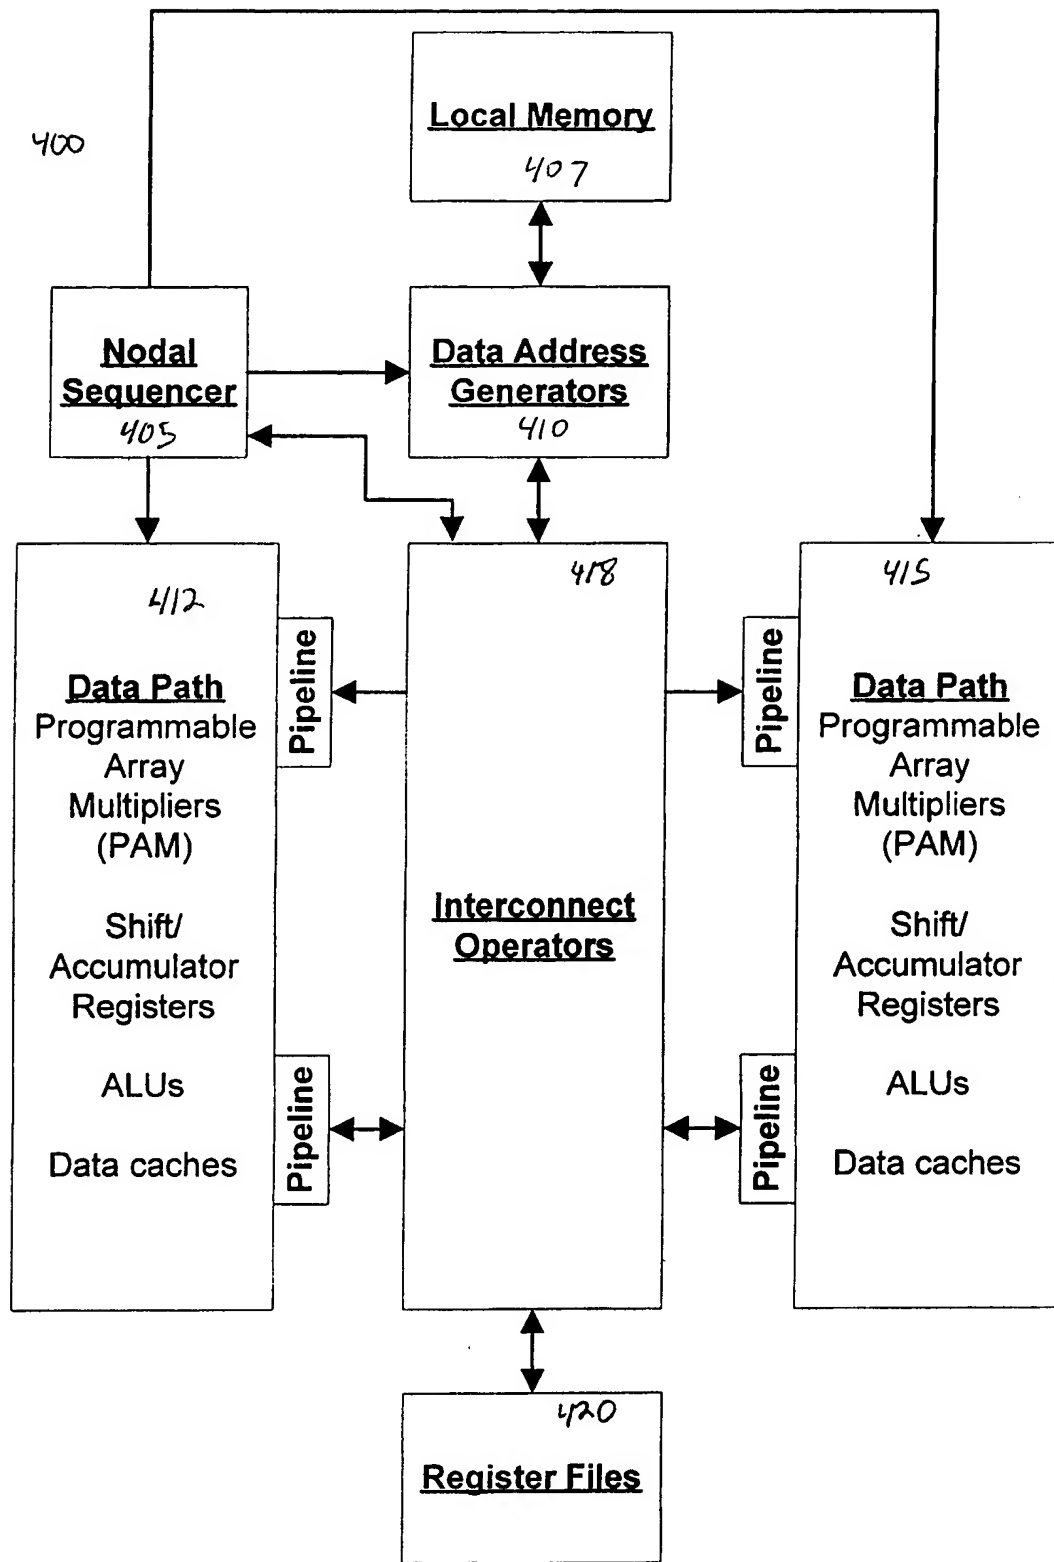 400
Local Memory
407
Nodal
Sequencer
405
Data Address
Generators
410
412
Data Path
Programmable
Array
Multipliers
(PAM)
Shift/
Accumulator
Registers
ALUs
Data caches
Pipeline
Pipeline
418
Interconnect
Operators
Pipeline
Pipeline
415
Data Path
Programmable
Array
Multipliers
(PAM)
Shift/
Accumulator
Registers
ALUs
Data caches
420
Register Files